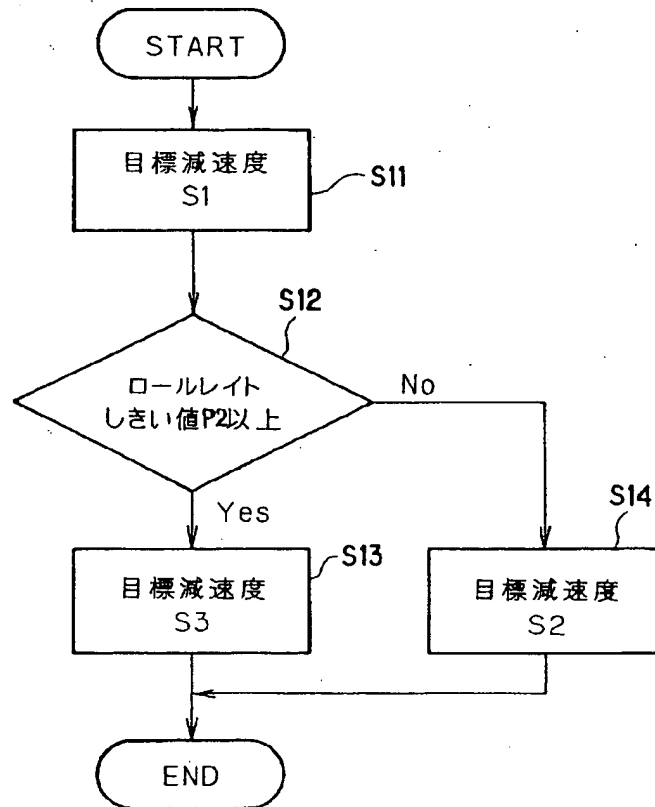 START
目標減速度
S1
S11
S12
ロールレイト
しきい値P2以上
No
Yes
S14
S13
目標減速度
S3
目標減速度
S2
END